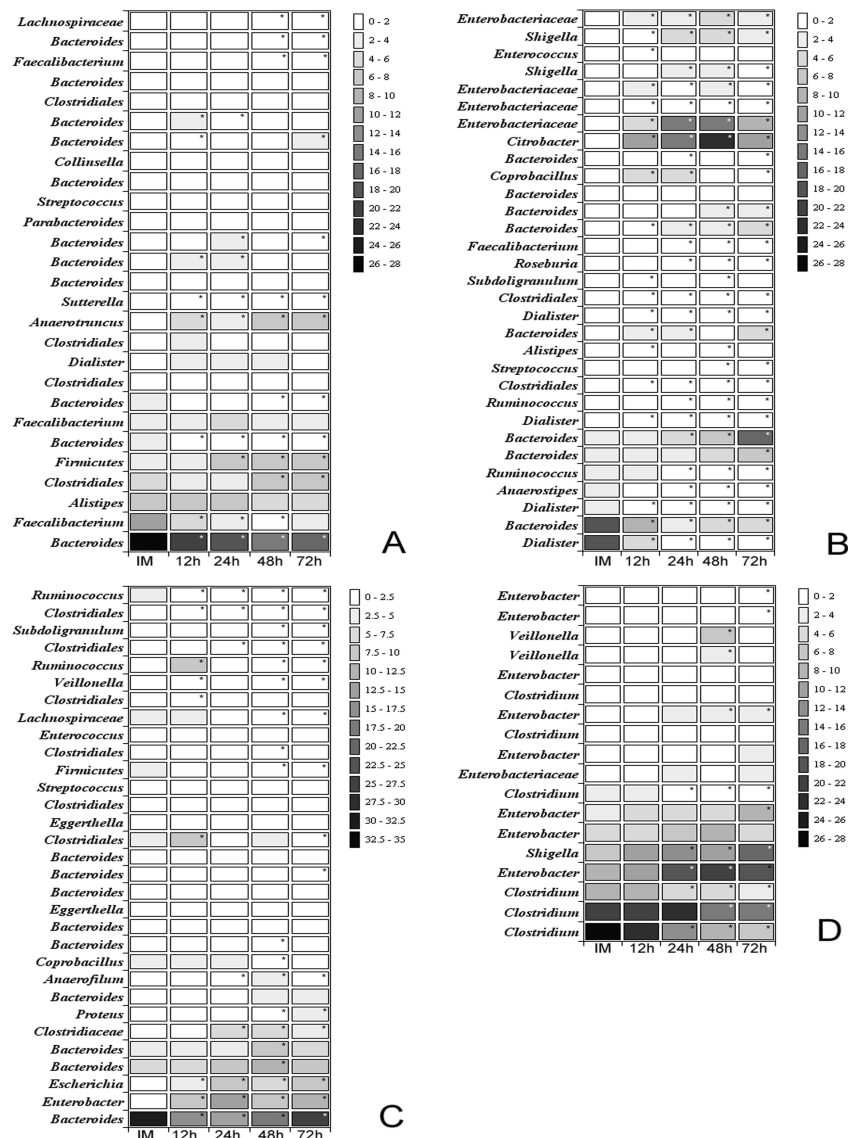 Lachnospiraceae
Bacteroides
Faecalibacterium
Bacteroides
Clostridiales
Bacteroides
Bacteroides
Collinsella
Bacteroides
Streptococcus
Parabacteroides
Bacteroides
Bacteroides
Bacteroides
Sutterella
Anaerotruncus
Clostridiales
Dialister
Clostridiales
Bacteroides
Faecalibacterium
Bacteroides
Firmicutes
Clostridiales
Alistipes
Faecalibacterium
Bacteroides
IM 12h 24h 48h 72h
0 - 2
2 - 4
4 - 6
6 - 8
8 - 10
10 - 12
12 - 14
14 - 16
16 - 18
18 - 20
20 - 22
22 - 24
24 - 26
26 - 28
A
Enterobacteriaceae
Shigella
Enterococcus
Shigella
Enterobacteriaceae
Enterobacteriaceae
Enterobacteriaceae
Citrobacter
Bacteroides
Coprobacillus
Bacteroides
Bacteroides
Bacteroides
Faecalibacterium
Roseburia
Subdoligranulum
Clostridiales
Dialister
Bacteroides
Alistipes
Streptococcus
Clostridiales
Ruminococcus
Dialister
Bacteroides
Bacteroides
Ruminococcus
Anaerostipes
Dialister
Bacteroides
Dialister
IM 12h 24h 48h 72h
0 - 2
2 - 4
4 - 6
6 - 8
8 - 10
10 - 12
12 - 14
14 - 16
16 - 18
18 - 20
20 - 22
22 - 24
24 - 26
26 - 28
B
Ruminococcus
Clostridiales
Subdoligranulum
Clostridiales
Ruminococcus
Veillonella
Clostridiales
Lachnospiraceae
Enterococcus
Clostridiales
Firmicutes
Streptococcus
Clostridiales
Eggerthella
Clostridiales
Bacteroides
Bacteroides
Bacteroides
Eggerthella
Bacteroides
Bacteroides
Coprobacillus
Anaerofilum
Bacteroides
Proteus
Clostridiaceae
Bacteroides
Bacteroides
Escherichia
Enterobacter
Bacteroides
IM 12h 24h 48h 72h
0 - 2.5
2.5 - 5
5 - 7.5
7.5 - 10
10 - 12.5
12.5 - 15
15 - 17.5
17.5 - 20
20 - 22.5
22.5 - 25
25 - 27.5
27.5 - 30
30 - 32.5
32.5 - 35
C
Enterobacter
Enterobacter
Veillonella
Veillonella
Enterobacter
Clostridium
Enterobacter
Clostridium
Enterobacter
Enterobacteriaceae
Clostridium
Enterobacter
Enterobacter
Shigella
Enterobacter
Clostridium
Clostridium
Clostridium
IM 12h 24h 48h 72h
0 - 2
2 - 4
4 - 6
6 - 8
8 - 10
10 - 12
12 - 14
14 - 16
16 - 18
18 - 20
20 - 22
22 - 24
24 - 26
26 - 28
D